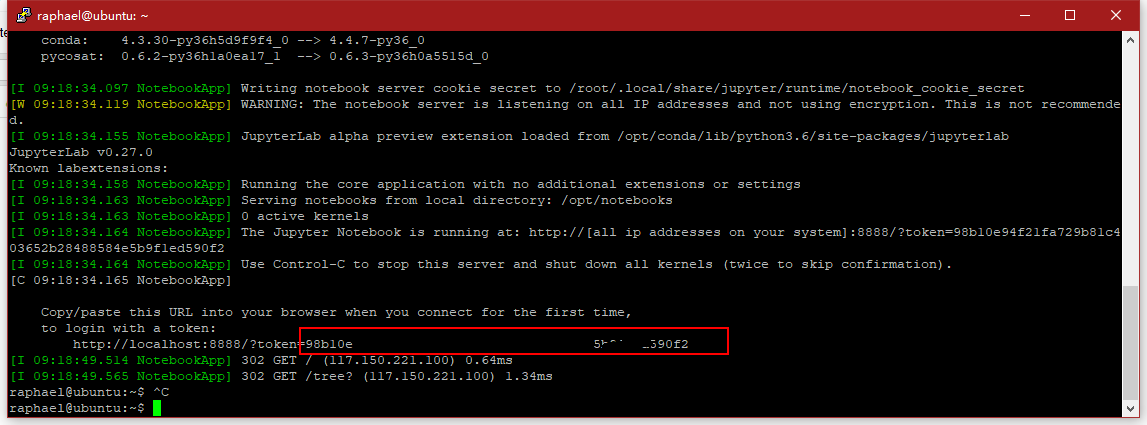 raphael@ubuntu: ~
conda: 4.3.30-py36h5d9f9f4_0 --> 4.4.7-py36_0
pycosat: 0.6.2-py36h1a0ea17_1 --> 0.6.3-py36h0a5515d_0
[I 09:18:34.097 NotebookApp] Writing notebook server cookie secret to /root/.local/share/jupyter/runtime/notebook_cookie_secret
[W 09:18:34.119 NotebookApp] WARNING: The notebook server is listening on all IP addresses and not using encryption. This is not recommende
d.
[I 09:18:34.155 NotebookApp] JupyterLab alpha preview extension loaded from /opt/conda/lib/python3.6/site-packages/jupyterlab
JupyterLab v0.27.0
Known labextensions:
[I 09:18:34.158 NotebookApp] Running the core application with no additional extensions or settings
[I 09:18:34.163 NotebookApp] Serving notebooks from local directory: /opt/notebooks
[I 09:18:34.163 NotebookApp] 0 active kernels
[I 09:18:34.164 NotebookApp] The Jupyter Notebook is running at: http://[all ip addresses on your system]:8888/?token=98b10e94f21fa729b81c4
03652b28488584e5b9f1ed590f2
[I 09:18:34.164 NotebookApp] Use Control-C to stop this server and shut down all kernels (twice to skip confirmation).
[C 09:18:34.165 NotebookApp]
Copy/paste this URL into your browser when you connect for the first time,
to login with a token:
http://localhost:8888/?token=98b10e 590f2
[I 09:18:49.514 NotebookApp] 302 GET / (117.150.221.100) 0.64ms
[I 09:18:49.565 NotebookApp] 302 GET /tree? (117.150.221.100) 1.34ms
raphael@ubuntu:~$ ^C
raphael@ubuntu:~$